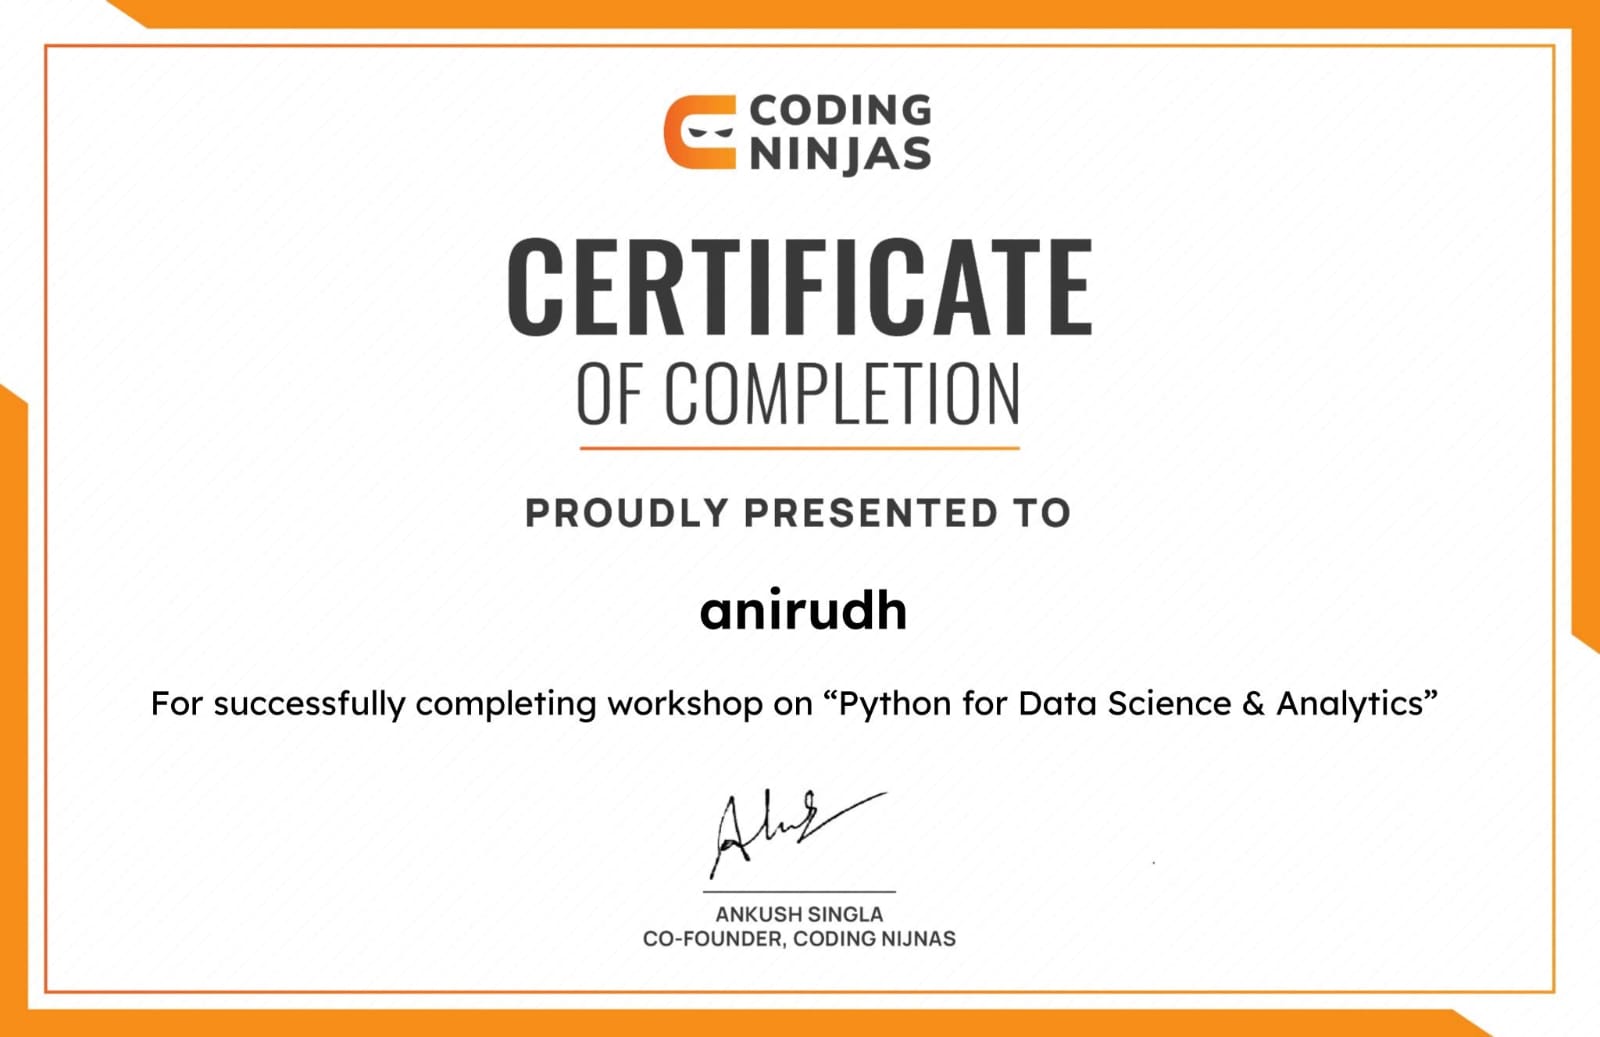 CODING
NINJAS
CERTIFICATE
OF COMPLETION
PROUDLY PRESENTED TO
anirudh
For successfully completing workshop on “Python for Data Science & Analytics”
ANKUSH SINGLA
CO-FOUNDER, CODING NIJNAS